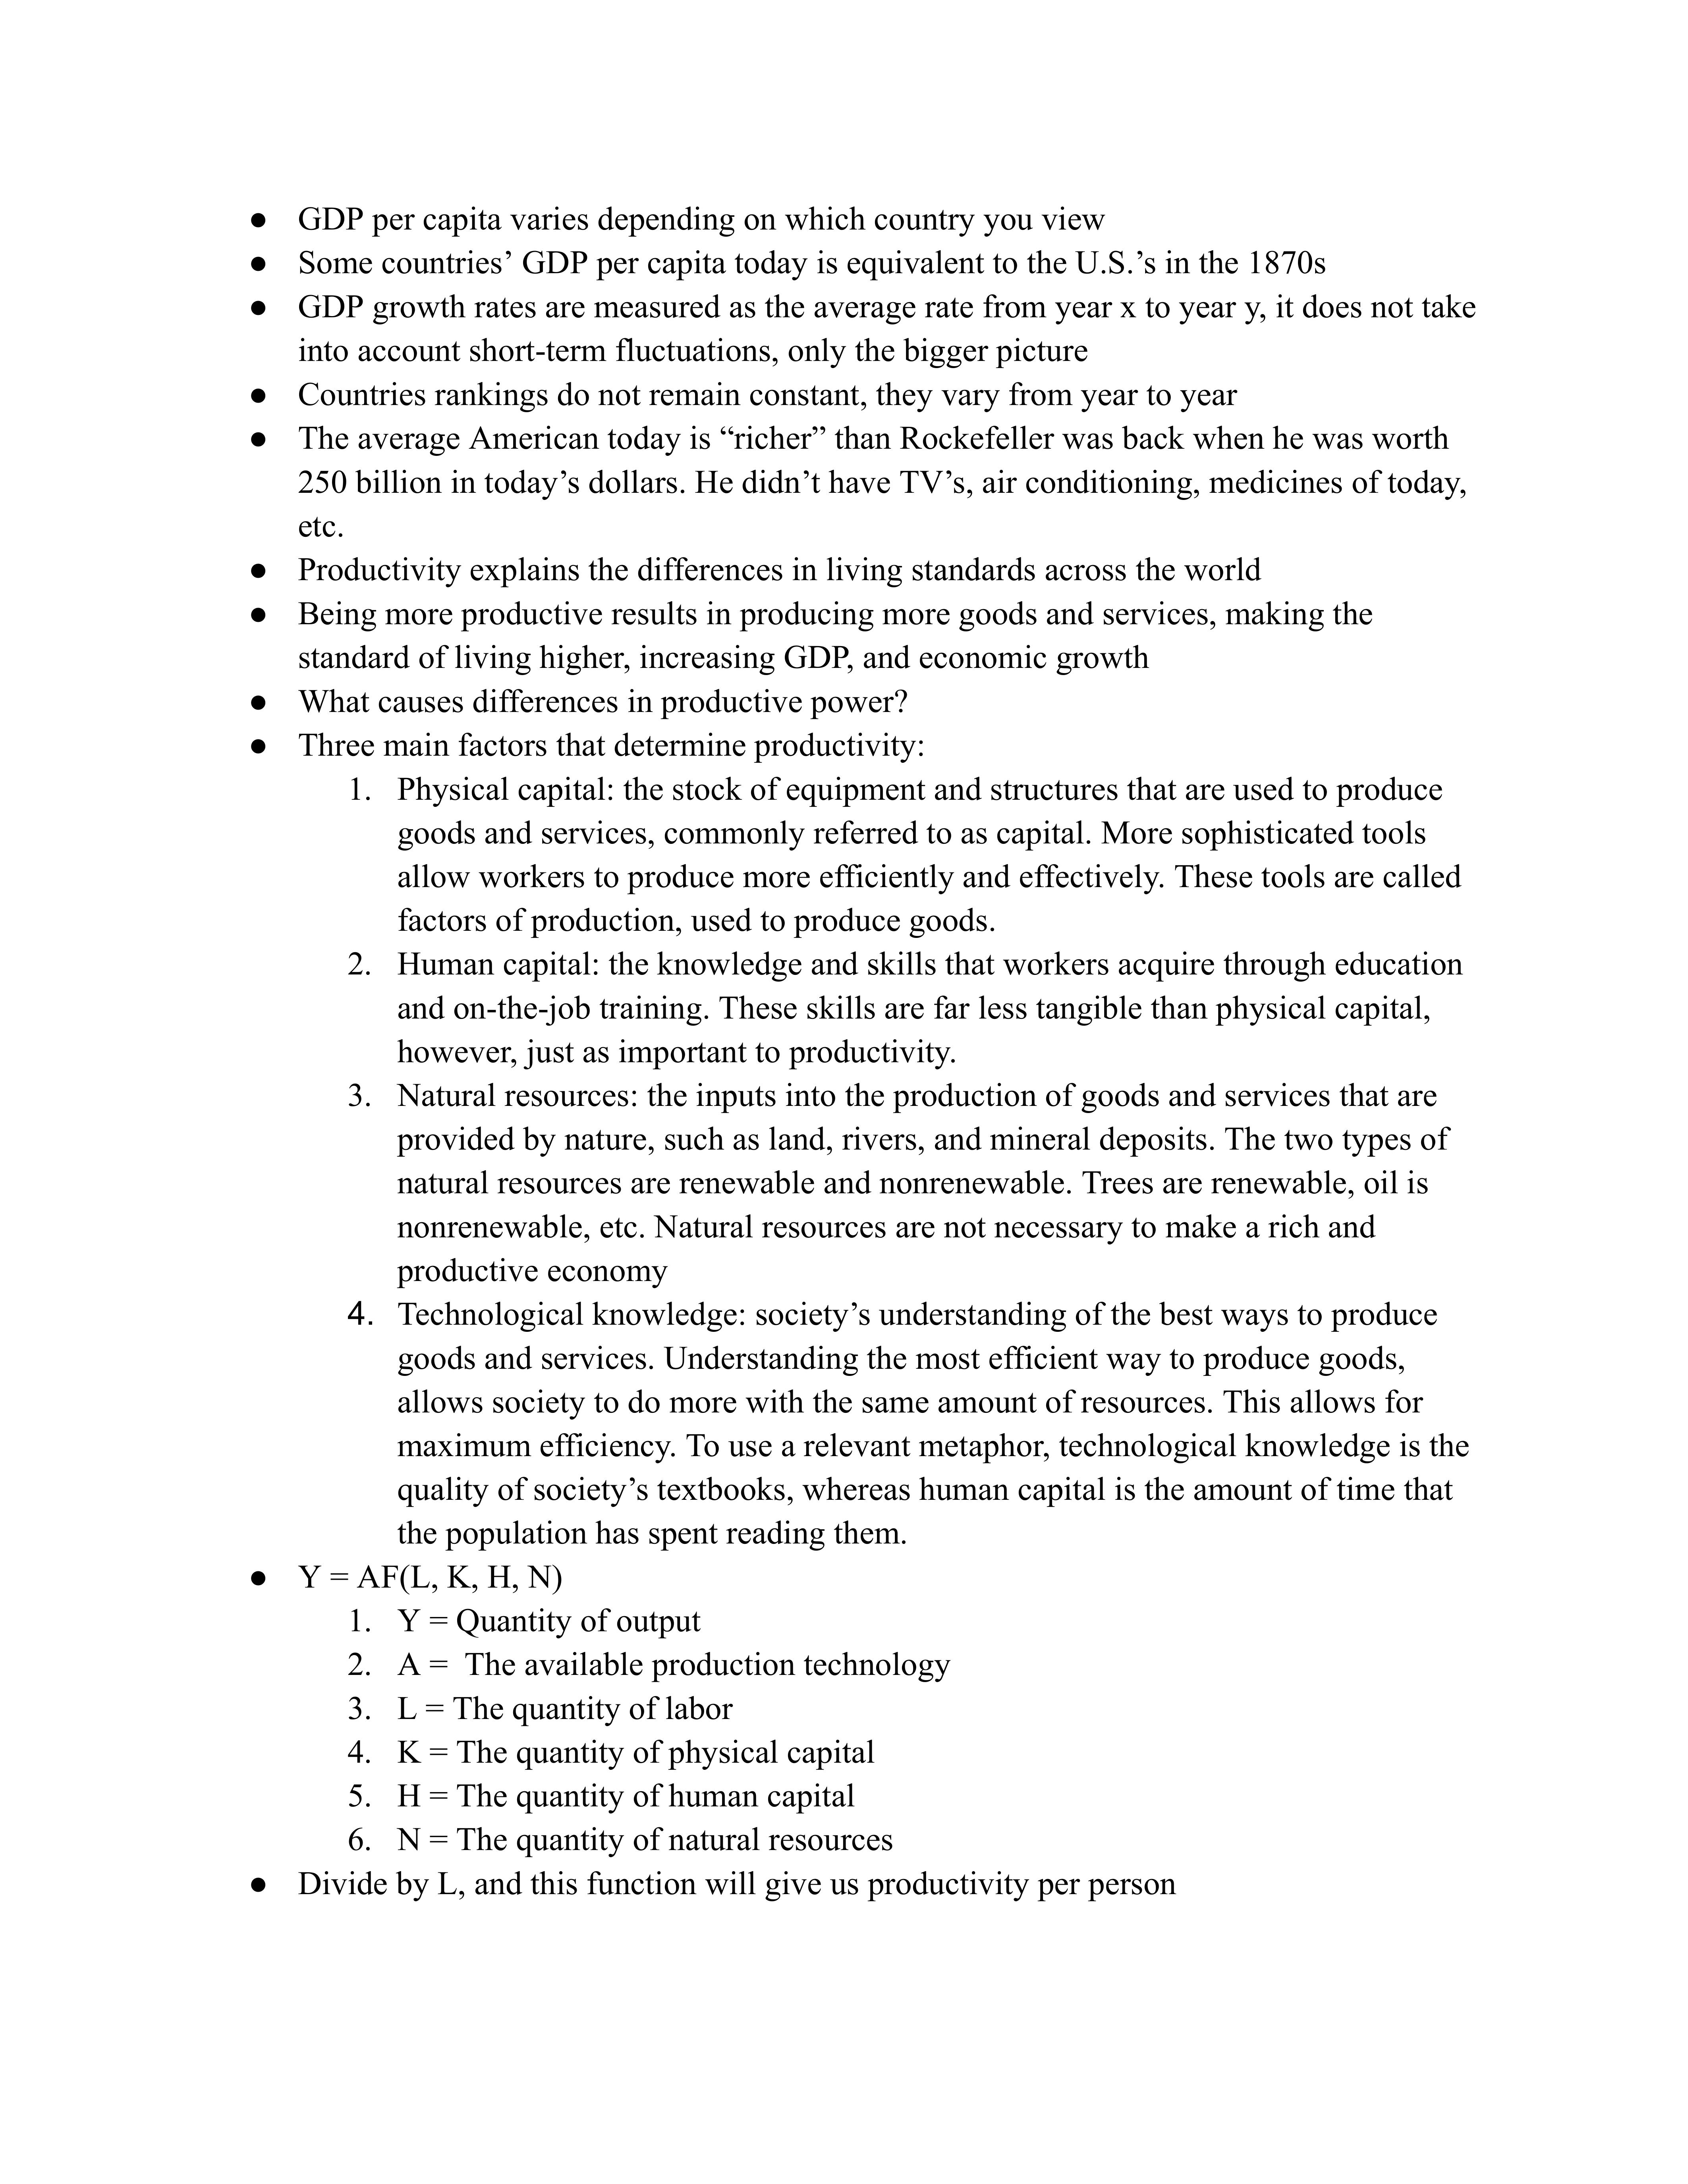 ● GDP per capita varies depending on which country you view
● Some countries’ GDP per capita today is equivalent to the U.S.’s in the 1870s
● GDP growth rates are measured as the average rate from year x to year y, it does not take
into account short-term fluctuations, only the bigger picture
● Countries rankings do not remain constant, they vary from year to year
● The average American today is “richer” than Rockefeller was back when he was worth
250 billion in today’s dollars. He didn’t have TV’s, air conditioning, medicines of today,
etc.
● Productivity explains the differences in living standards across the world
● Being more productive results in producing more goods and services, making the
standard of living higher, increasing GDP, and economic growth
● What causes differences in productive power?
● Three main factors that determine productivity:
1. Physical capital: the stock of equipment and structures that are used to produce
goods and services, commonly referred to as capital. More sophisticated tools
allow workers to produce more efficiently and effectively. These tools are called
factors of production, used to produce goods.
2. Human capital: the knowledge and skills that workers acquire through education
and on-the-job training. These skills are far less tangible than physical capital,
however, just as important to productivity.
3. Natural resources: the inputs into the production of goods and services that are
provided by nature, such as land, rivers, and mineral deposits. The two types of
natural resources are renewable and nonrenewable. Trees are renewable, oil is
nonrenewable, etc. Natural resources are not necessary to make a rich and
productive economy
4. Technological knowledge: society’s understanding of the best ways to produce
goods and services. Understanding the most efficient way to produce goods,
allows society to do more with the same amount of resources. This allows for
maximum efficiency. To use a relevant metaphor, technological knowledge is the
quality of society’s textbooks, whereas human capital is the amount of time that
the population has spent reading them.
● Y = AF(L, K, H, N)
1. Y = Quantity of output
2. A =  The available production technology
3. L = The quantity of labor
4. K = The quantity of physical capital
5. H = The quantity of human capital
6. N = The quantity of natural resources
● Divide by L, and this function will give us productivity per person